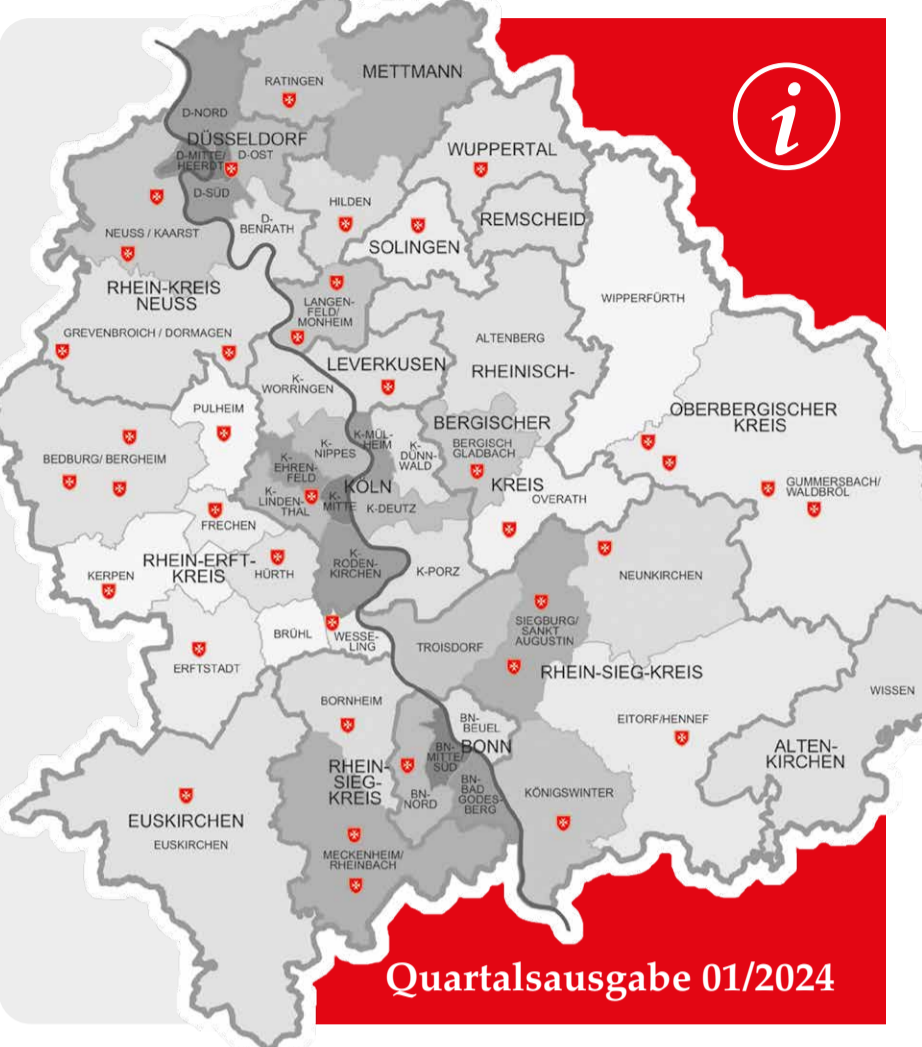 METTMANN
RATINGEN
D-NORD
DÜSSELDORF
D-MITTE/
HEERDT
D-OST
D-SÜD
WUPPERTAL
HILDEN
D-
BENRATH
REMSCHEID
SOLINGEN
NEUSS / KAARST
RHEIN-KREIS
NEUSS
LANGEN-
FELD/
MONHEIM
WIPPERFÜRTH
GREVENBROICH / DORMAGEN
ALTENBERG
LEVERKUSEN
RHEINISCH-
K-
WORRINGEN
PULHEIM
OBERBERGISCHER
KREIS
BERGISCHER
K-MÜL-
HEIM
K-
NIPPES
K-
DÜNN-
WALD
BERGISCH
GLADBACH
BEDBURG/ BERGHEIM
K-
EHREN-
FELD
KÖLN
KREIS
GUMMERSBACH/
WALDBRÖL
K-
LINDEN-
THAL
K-
MITTE
K-DEUTZ
OVERATH
FRECHEN
RHEIN-ERFT-
KREIS
K-
RODEN-
KIRCHEN
K-PORZ
KERPEN
HÜRTH
NEUNKIRCHEN
SIEGBURG/
SANKT
AUGUSTIN
BRÜHL
WESSE-
LING
TROISDORF
ERFTSTADT
RHEIN-SIEG-KREIS
WISSEN
BORNHEIM
BN-
BEUEL
EITORF/HENNEF
BONN
BN-
MITTE/
SÜD
ALTEN-
KIRCHEN
RHEIN-
SIEG-
KREIS
BN-
NORD
BN-
BAD
GODES-
BERG
KÖNIGSWINTER
EUSKIRCHEN
EUSKIRCHEN
MECKENHEIM/
RHEINBACH
i
Quartalsausgabe 01/2024